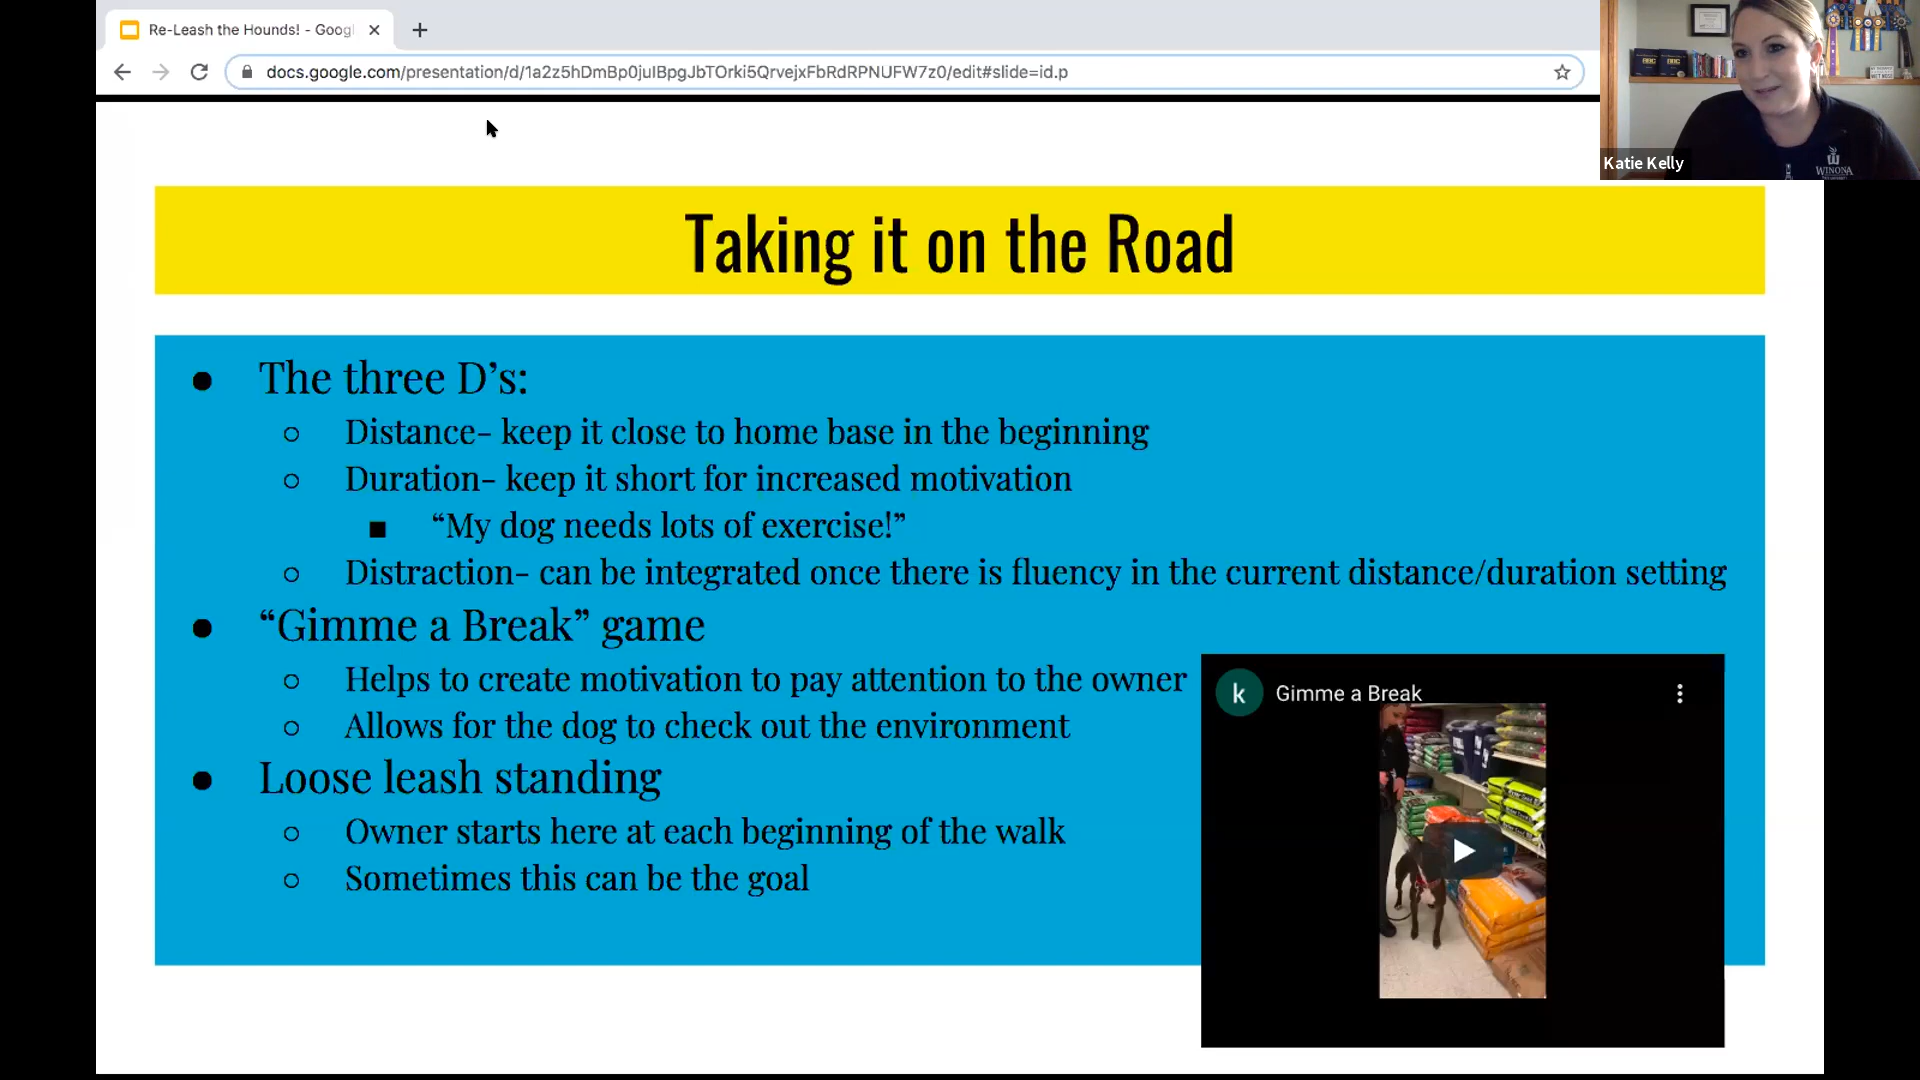 Re-Leash the Hounds! - Googl
docs.google.com/presentation/d/1a2z5hDmBp0juIBpgJbTOrki5QrvejxFbRdRPNUFW7z0/edit#slide=id.p
Katie Kelly
WINONA
Taking it on the Road
● The three D’s:
○ Distance- keep it close to home base in the beginning
○ Duration- keep it short for increased motivation
■ “My dog needs lots of exercise!”
○ Distraction- can be integrated once there is fluency in the current distance/duration setting
● “Gimme a Break” game
○ Helps to create motivation to pay attention to the owner
○ Allows for the dog to check out the environment
● Loose leash standing
○ Owner starts here at each beginning of the walk
○ Sometimes this can be the goal
k Gimme a Break